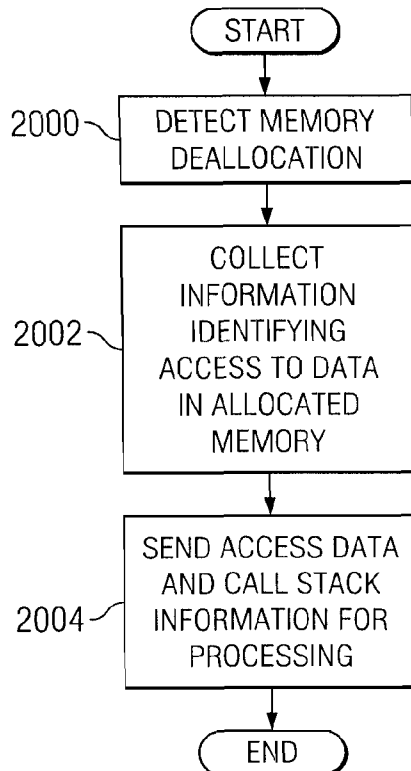 START
2000
DETECT MEMORY
DEALLOCATION
COLLECT
INFORMATION
IDENTIFYING
2002
ACCESS TO DATA
IN ALLOCATED
MEMORY
SEND ACCESS DATA
AND CALL STACK
2004
INFORMATION FOR
PROCESSING
END